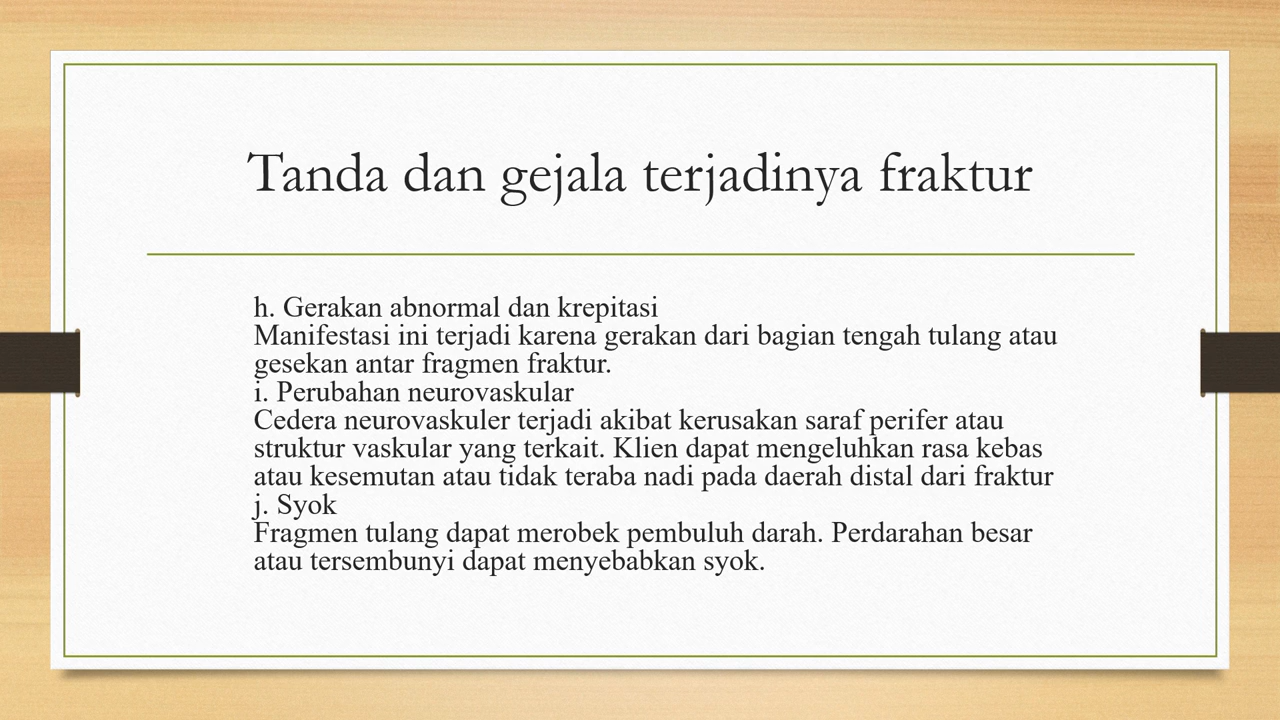 Tanda dan gejala terjadinya fraktur
h. Gerakan abnormal dan krepitasi
Manifestasi ini terjadi karena gerakan dari bagian tengah tulang atau
gesekan antar fragmen fraktur.
i. Perubahan neurovaskular
Cedera neurovaskuler terjadi akibat kerusakan saraf perifer atau
struktur vaskular yang terkait. Klien dapat mengeluhkan rasa kebas
atau kesemutan atau tidak teraba nadi pada daerah distal dari fraktur
j. Syok
Fragmen tulang dapat merobek pembuluh darah. Perdarahan besar
atau tersembunyi dapat menyebabkan syok.